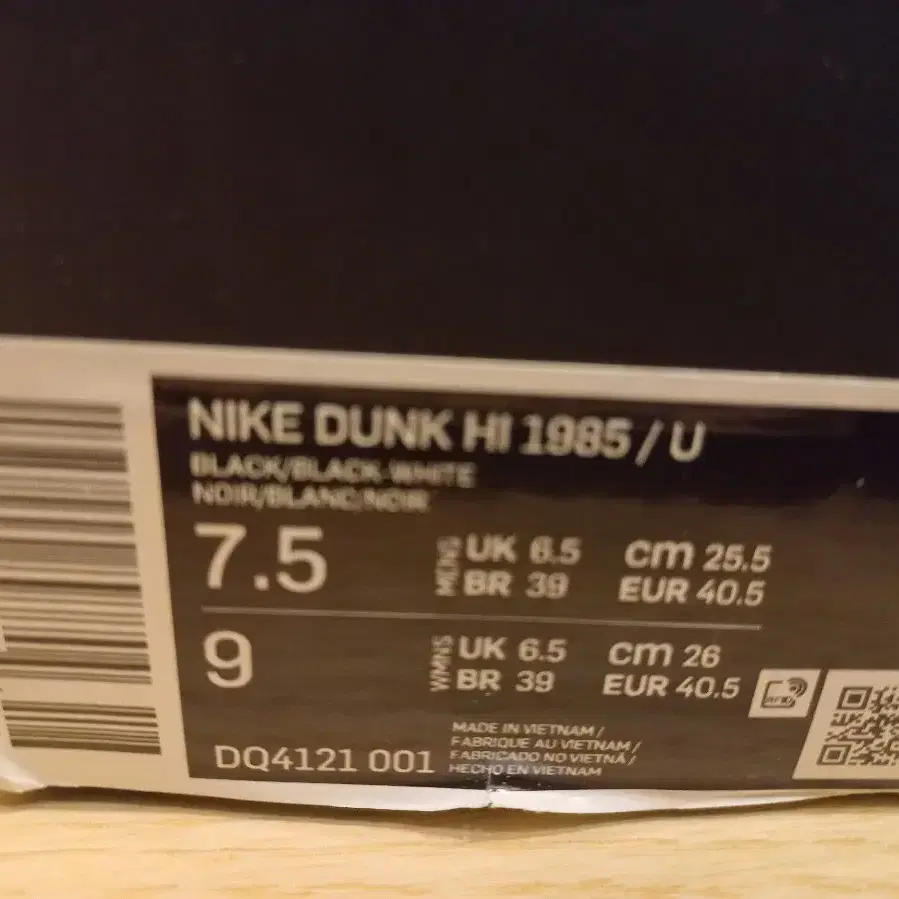 NIKE DUNK HI 1985 / U
BLACK/BLACK-WHITE
NOIR/BLANC/NOIR
7.5
MENS
UK 6.5
BR 39
cm 25.5
EUR 40.5
9
WMNS
UK 6.5
BR 39
cm 26
EUR 40.5
RFID
DQ4121 001
MADE IN VIETNAM /
FABRIQUE AU VIETNAM /
FABRICADO NO VIETNÃ /
HECHO EN VIETNAM